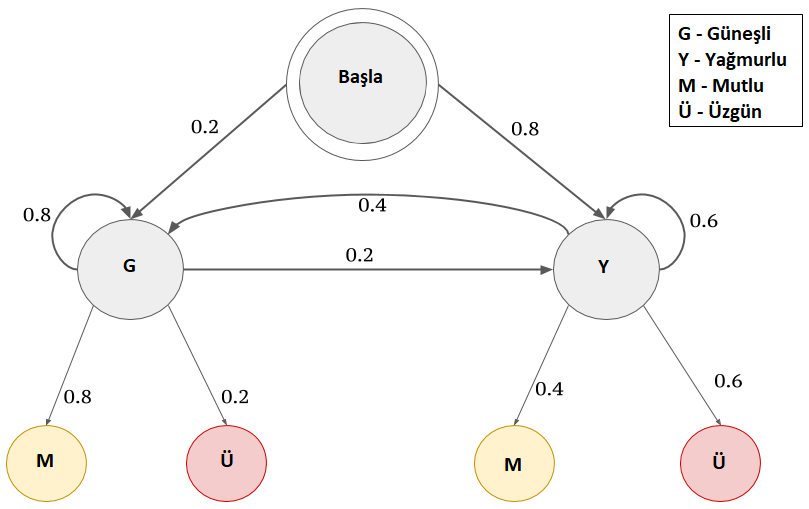 G - Güneşli
Y - Yağmurlu
M - Mutlu
Ü - Üzgün
Başla
0.2
0.8
0.8
0.4
0.6
G
0.2
Y
0.8
0.2
0.4
0.6
M
Ü
M
Ü